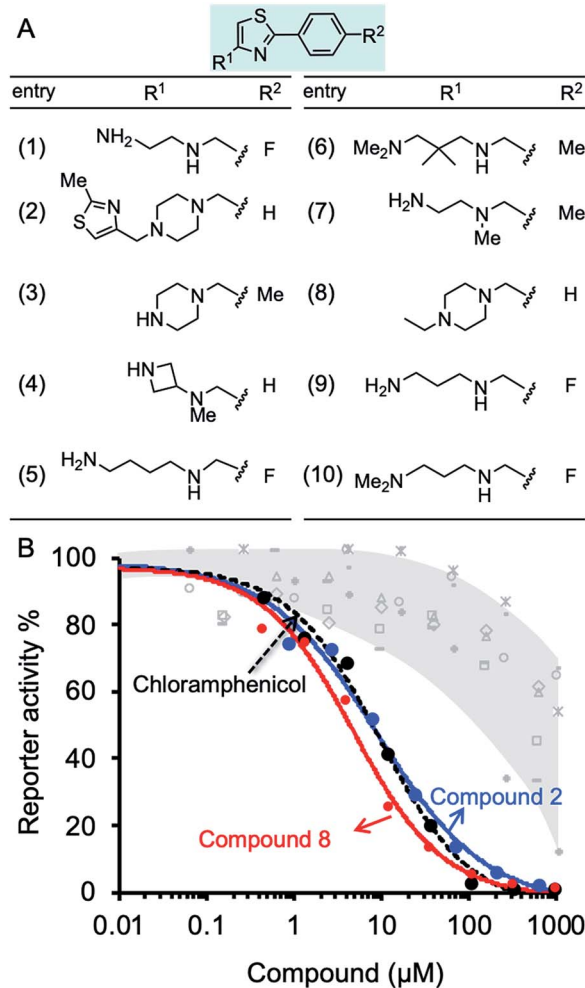 A
S
N
R¹
R²
entry R¹ R² entry R¹ R²
(1) NH₂ N H F (6) Me₂N N H Me
(2) Me S N N N H (7) H₂N N Me Me
(3) HN N Me (8) N N H
(4) HN N Me H (9) H₂N N H F
(5) H₂N N H F (10) Me₂N N H F
B
100
80
60
40
20
0
Reporter activity %
Chloramphenicol
Compound 2
Compound 8
0.01 0.1 1 10 100 1000
Compound (µM)